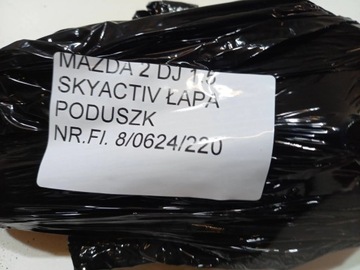 MAZDA 2 DJ 1.5
SKYACTIV ŁAPA
PODUSZK
NR.FI. 8/0624/220